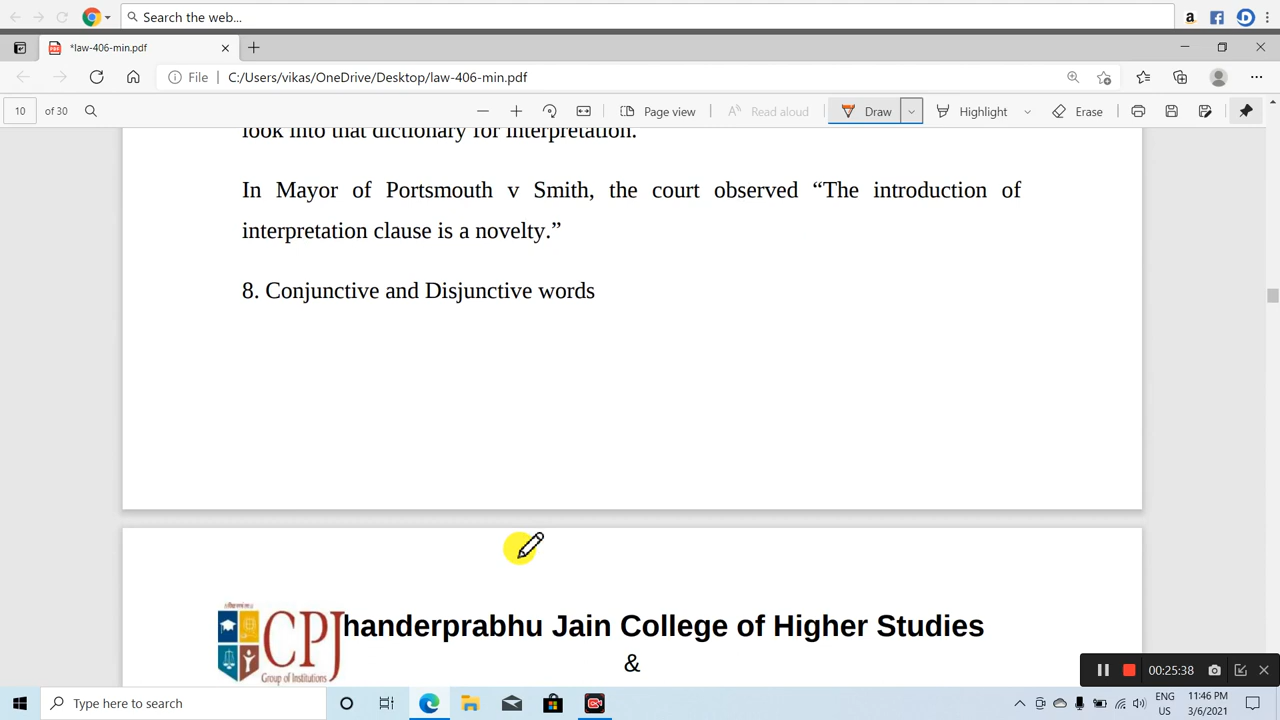 Search the web...
*law-406-min.pdf
File C:/Users/vikas/OneDrive/Desktop/law-406-min.pdf
10 of 30 Page view Read aloud Draw Highlight Erase
look into that dictionary for interpretation.
In Mayor of Portsmouth v Smith, the court observed “The introduction of
interpretation clause is a novelty.”
8. Conjunctive and Disjunctive words
CPJ
Group of Institutions
handerprabhu Jain College of Higher Studies
&
00:25:38
Type here to search
ENG
US
11:46 PM
3/6/2021